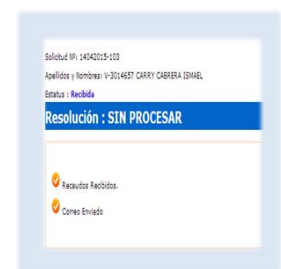 Solicitud Nº: 14042015-103
Apellidos y Nombres: V-3014657 CARRY CABRERA ISMAEL
Estatus : Recibida
Resolución : SIN PROCESAR
Recaudos Recibidos.
Correo Enviado